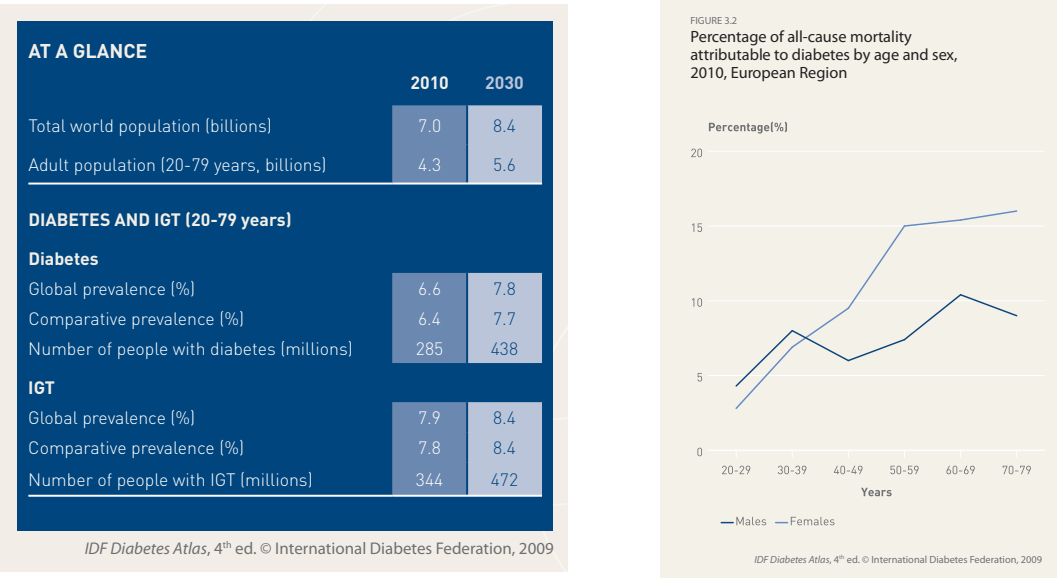 AT A GLANCE
2010 2030
Total world population (billions) 7.0 8.4
Adult population (20-79 years, billions) 4.3 5.6
DIABETES AND IGT (20-79 years)
Diabetes
Global prevalence (%) 6.6 7.8
Comparative prevalence (%) 6.4 7.7
Number of people with diabetes (millions) 285 438
IGT
Global prevalence (%) 7.9 8.4
Comparative prevalence (%) 7.8 8.4
Number of people with IGT (millions) 344 472
IDF Diabetes Atlas, 4th ed. © International Diabetes Federation, 2009
FIGURE 3.2
Percentage of all-cause mortality
attributable to diabetes by age and sex,
2010, European Region
Percentage(%)
20
15
10
5
0
20-29 30-39 40-49 50-59 60-69 70-79
Years
Males Females
IDF Diabetes Atlas, 4th ed. © International Diabetes Federation, 2009